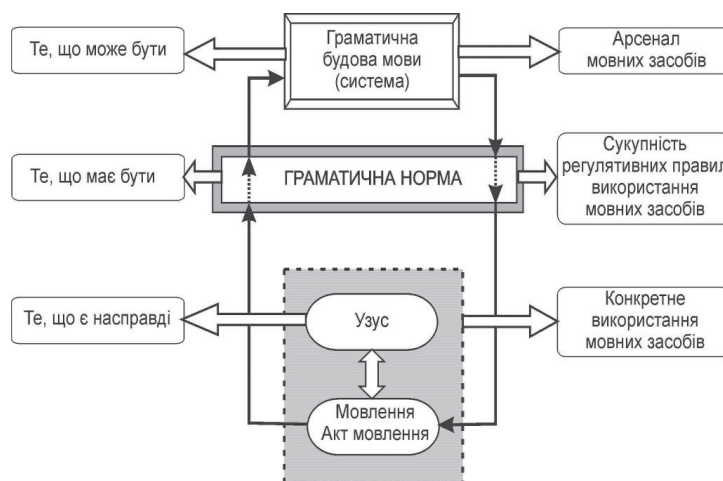 Те, що може бути
Граматична
будова мови
(система)
Арсенал
мовних засобів
Те, що має бути
ГРАМАТИЧНА НОРМА
Сукупність
регулятивних правил
використання
мовних засобів
Те, що є насправді
Узус
Конкретне
використання
мовних засобів
Мовлення
Акт мовлення